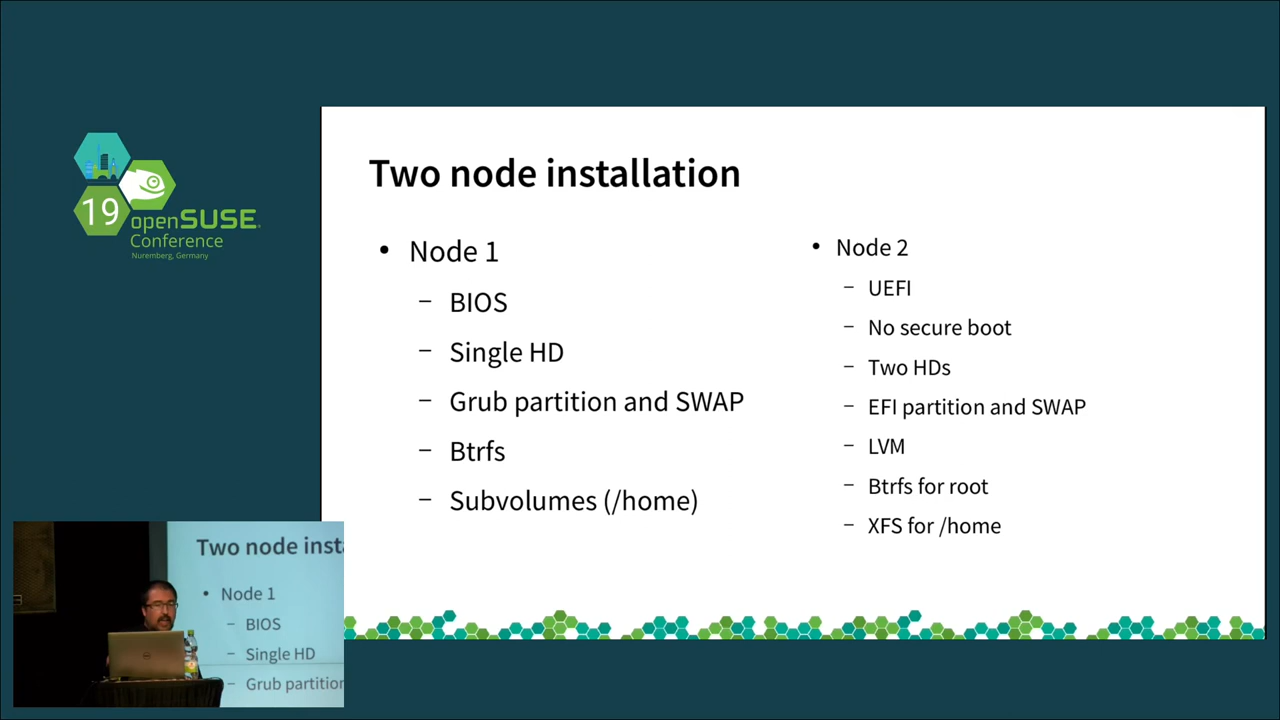 19
openSUSE
Conference
Nuremberg, Germany
Two node installation
• Node 1
– BIOS
– Single HD
– Grub partition and SWAP
– Btrfs
– Subvolumes (/home)
• Node 2
– UEFI
– No secure boot
– Two HDs
– EFI partition and SWAP
– LVM
– Btrfs for root
– XFS for /home
Two node inst
• Node 1
– BIOS
– Single HD
– Grub partition